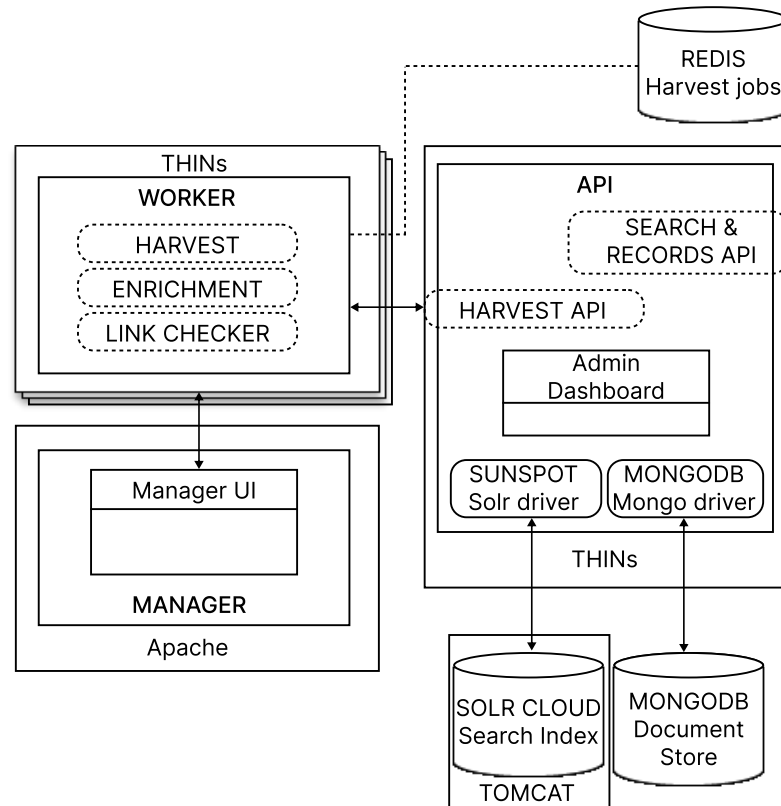 REDIS
Harvest jobs
THINs
WORKER
HARVEST
ENRICHMENT
LINK CHECKER
API
SEARCH &
RECORDS API
HARVEST API
Admin
Dashboard
SUNSPOT
Solr driver
MONGODB
Mongo driver
THINs
Manager UI
MANAGER
Apache
SOLR CLOUD
Search Index
TOMCAT
MONGODB
Document
Store